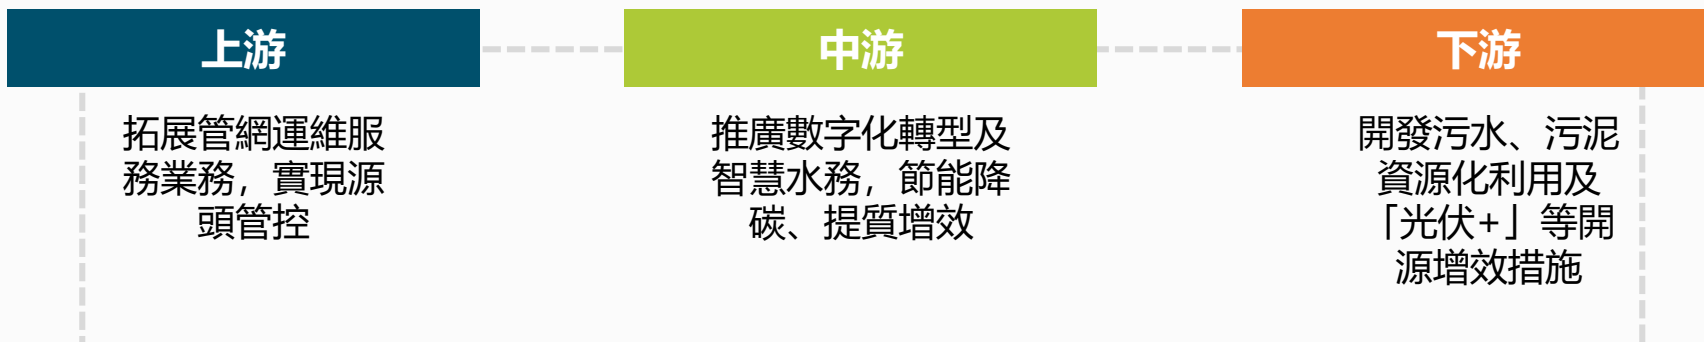 上游
拓展管網運維服
務業務，實現源
頭管控
中游
推廣數字化轉型及
智慧水務，節能降
碳、提質增效
下游
開發污水、污泥
資源化利用及
「光伏+」等開
源增效措施